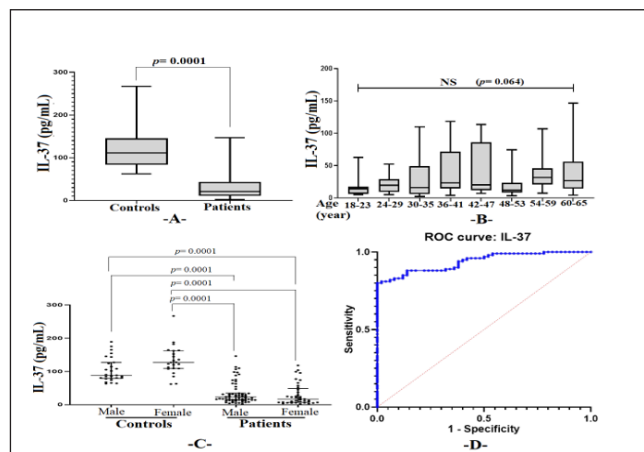 p= 0.0001
300
200
100
0
IL-37 (pg/mL)
Controls Patients
-A-
NS (p= 0.064)
200
150
100
50
0
IL-37 (pg/mL)
Age (year)
18-23 24-29 30-35 36-41 42-47 48-53 54-59 60-65
-B-
p= 0.0001
p= 0.0001
p= 0.0001
p= 0.0001
300
200
100
0
IL-37 (pg/mL)
Male Female Male Female
Controls Patients
-C-
ROC curve: IL-37
1.0
0.5
0.0
Sensitivity
0.0 0.5 1.0
1 - Specificity
-D-